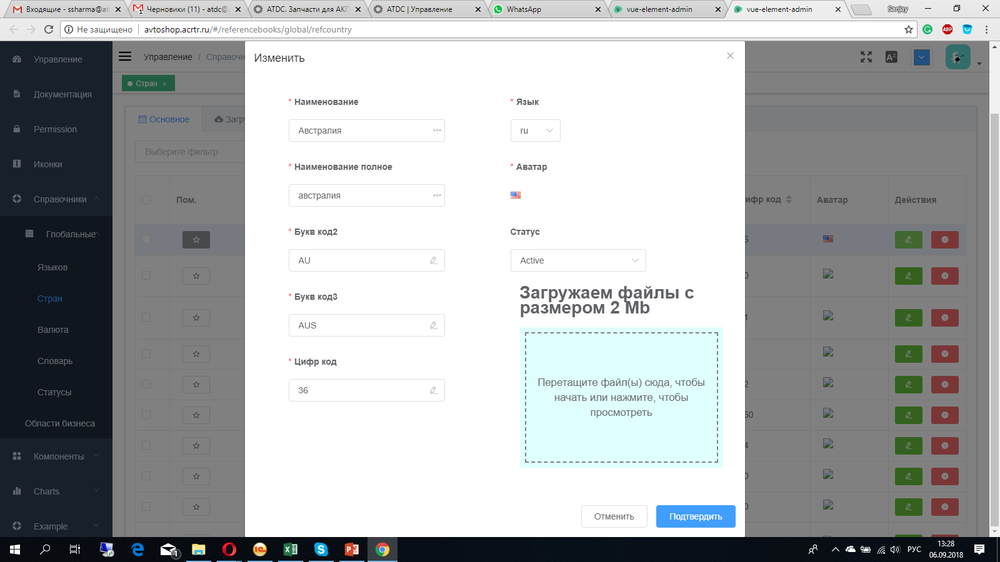 Входящие - ssharma@at
Черновики (11) - atdc@
ATDC. Запчасти для АКП
ATDC | Управление
WhatsApp
vue-element-admin
vue-element-admin
Sanjay
Не защищено
avtoshop.acrtr.ru/#/referencebooks/global/refcountry
ABP
Управление
Документация
Permission
Иконки
Справочники
Глобальные
Языков
Стран
Валюта
Словарь
Статусы
Области бизнеса
Компоненты
Charts
Example
Управление / Справочн
Стран
Основное
Загру
Выберите фильтр
Пом.
ифр код
Аватар
Действия
6
0
1
2
60
4
0
0
Изменить
* Наименование
Австралия
* Язык
ru
* Наименование полное
австралия
* Аватар
* Букв код2
AU
Статус
Active
* Букв код3
AUS
* Цифр код
36
Загружаем файлы с
размером 2 Mb
Перетащите файл(ы) сюда, чтобы
начать или нажмите, чтобы
просмотреть
Отменить
Подтвердить
1
РУС
13:28
06.09.2018